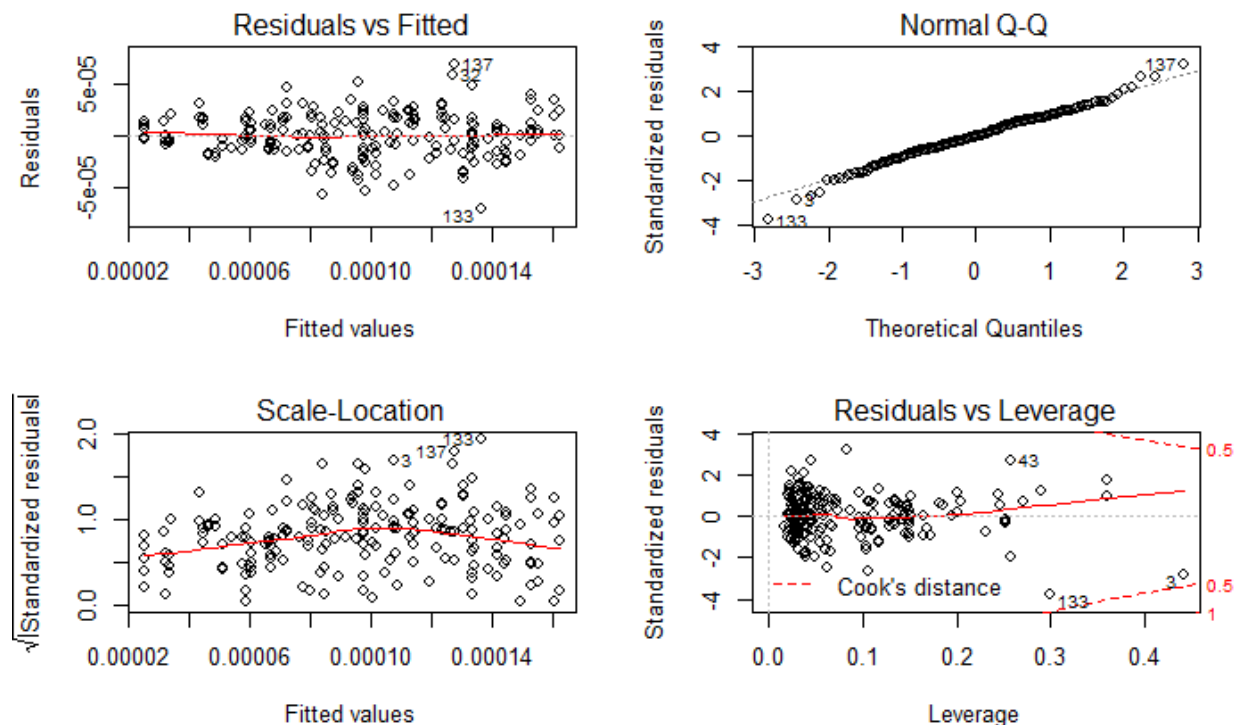 Residuals vs Fitted
Residuals
5e-05
-5e-05
137
32
133
0.00002 0.00006 0.00010 0.00014
Fitted values
Normal Q-Q
Standardized residuals
4
2
0
-2
-4
137
3
133
-3 -2 -1 0 1 2 3
Theoretical Quantiles
Scale-Location
√|Standardized residuals|
2.0
1.0
0.0
133
137
3
0.00002 0.00006 0.00010 0.00014
Fitted values
Residuals vs Leverage
Standardized residuals
4
2
0
-2
-4
43
3
133
Cook's distance
0.5
0.5
1
0.0 0.1 0.2 0.3 0.4
Leverage